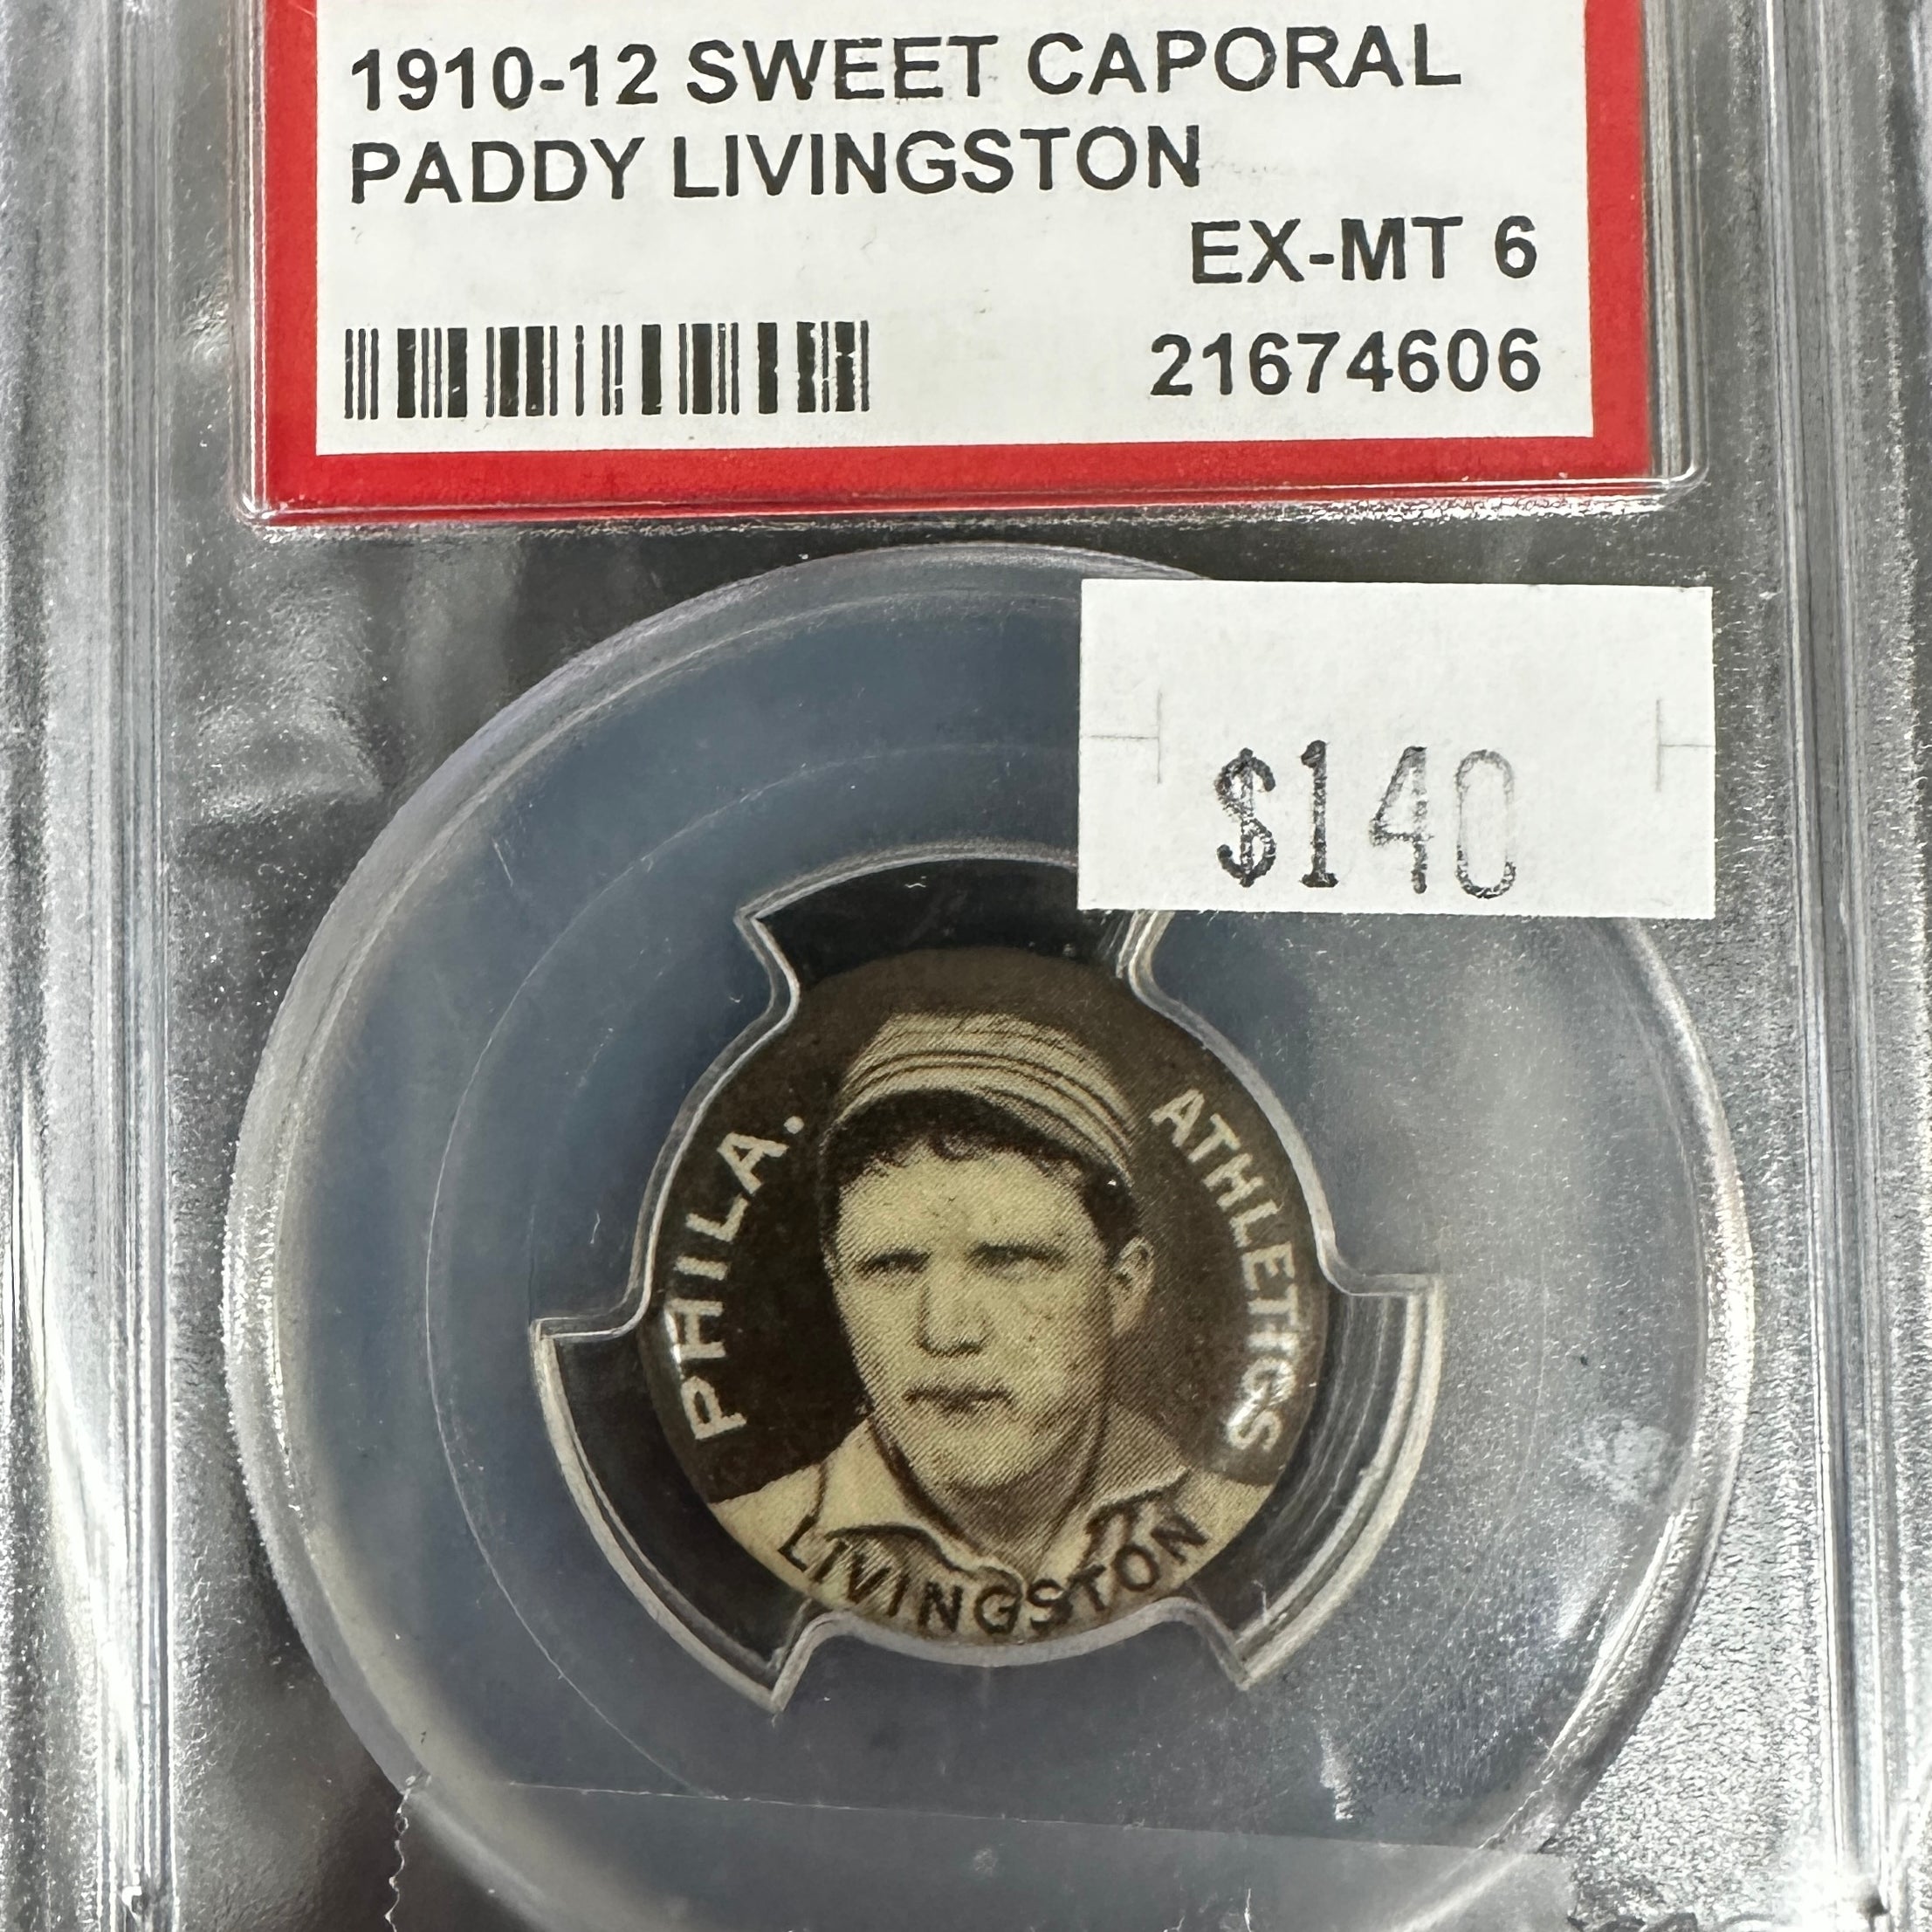 1910-12 SWEET CAPORAL
PADDY LIVINGSTON
EX-MT 6
21674606
$140
PHILA.
ATHLETICS
LIVINGSTON